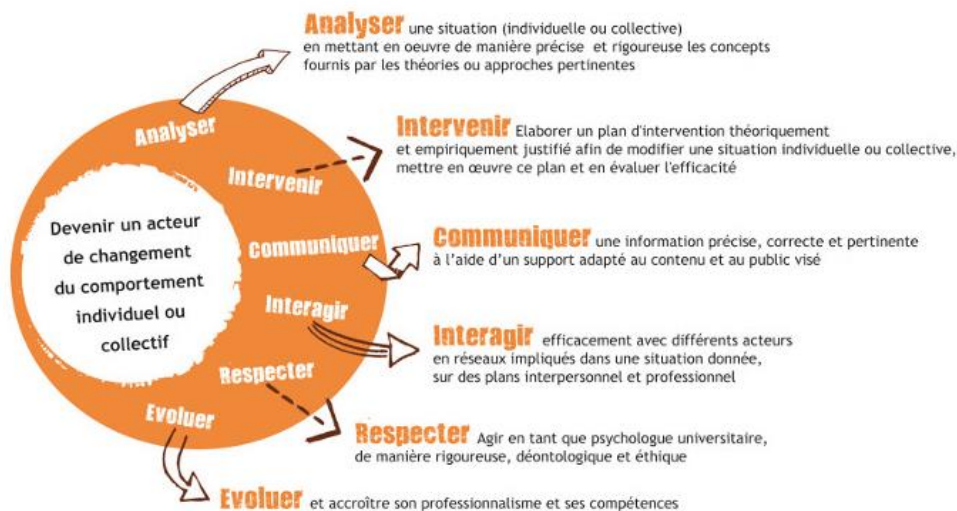 Analyser une situation (individuelle ou collective)
en mettant en oeuvre de manière précise et rigoureuse les concepts
fournis par les théories ou approches pertinentes
Analyser
Intervenir Elaborer un plan d'intervention théoriquement
et empiriquement justifié afin de modifier une situation individuelle ou collective,
mettre en œuvre ce plan et en évaluer l'efficacité
Intervenir
Devenir un acteur
de changement
du comportement
individuel ou
collectif
Communiquer
Communiquer une information précise, correcte et pertinente
à l'aide d'un support adapté au contenu et au public visé
Interagir
Interagir efficacement avec différents acteurs
en réseaux impliqués dans une situation donnée,
sur des plans interpersonnel et professionnel
Respecter
Respecter Agir en tant que psychologue universitaire,
de manière rigoureuse, déontologique et éthique
Evoluer
Evoluer et accroître son professionnalisme et ses compétences